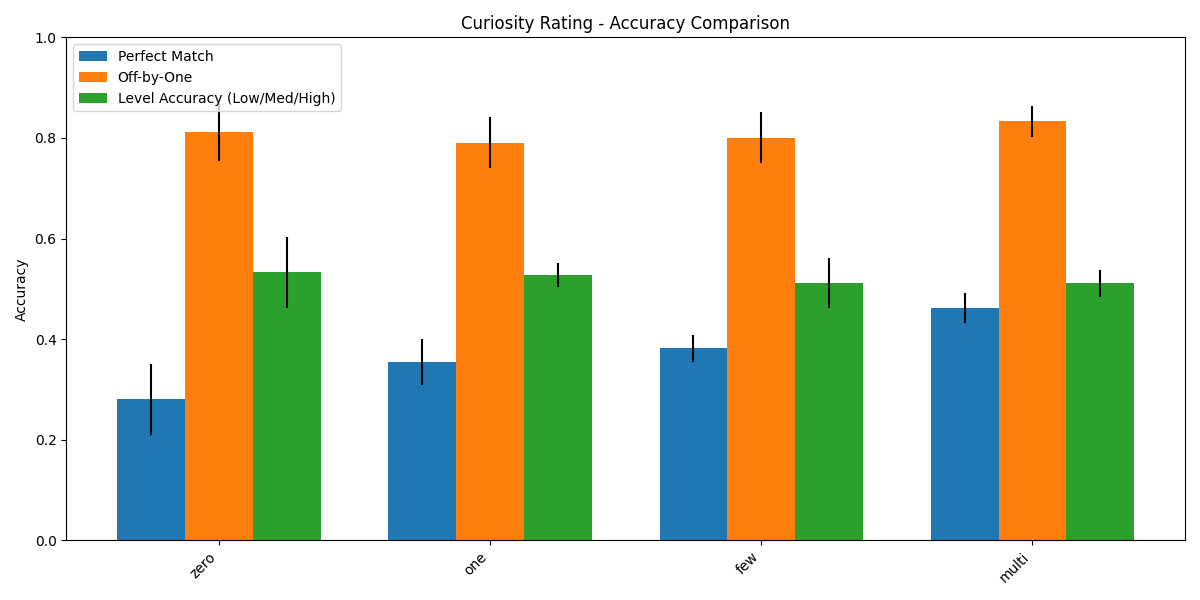 Curiosity Rating - Accuracy Comparison
Perfect Match
Off-by-One
Level Accuracy (Low/Med/High)
Accuracy
1.0
0.8
0.6
0.4
0.2
0.0
zero
one
few
multi